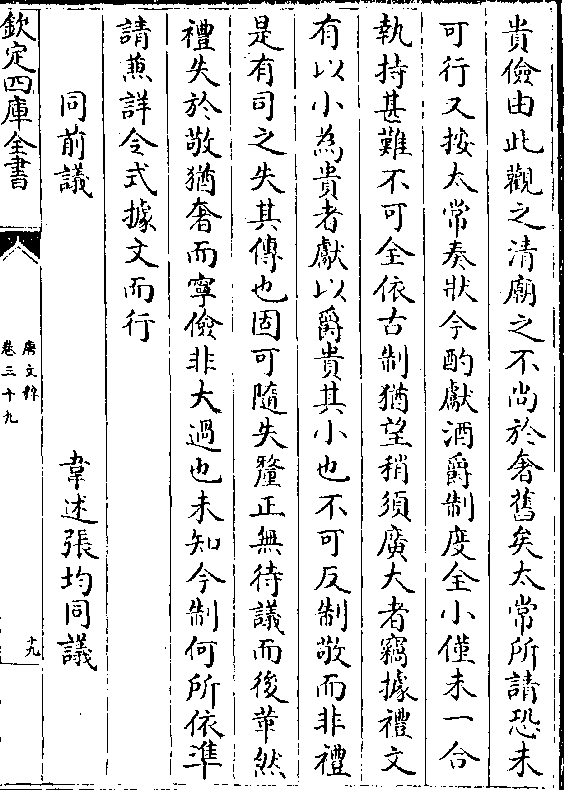 貴儉由此觀之清廟之不尚於奢舊矣太常所請恐未
可行又按太常奏狀今酌獻酒爵制度全小僅未一合
執持甚難不可全依古制猶望稍須廣大者竊據禮文
有以小為貴者獻以爵貴其小也不可反制敬而非禮
是有司之失其傳也固可隨失釐正無待議而後革然
禮失於敬猶奢而寧儉非大過也未知今制何所依準
請兼詳令式據文而行
同前議 韋述張均同議
欽定四庫全書
唐文粹
卷三十九
十九